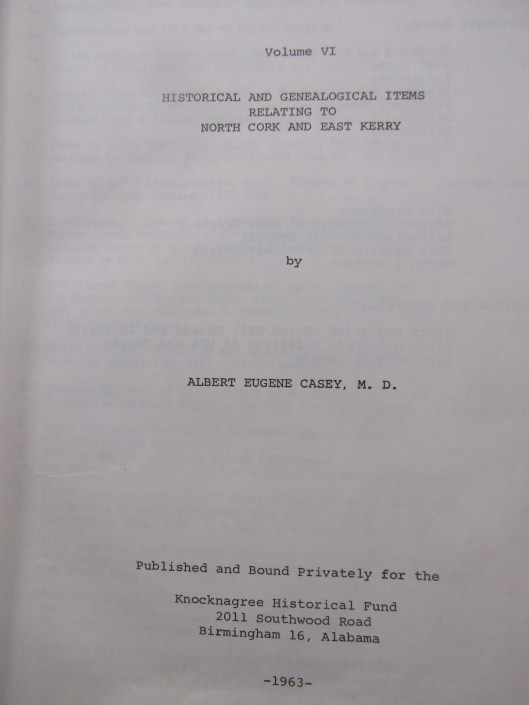 Volume VI
HISTORICAL AND GENEALOGICAL ITEMS
RELATING TO
NORTH CORK AND EAST KERRY
by
ALBERT EUGENE CASEY, M. D.
Published and Bound Privately for the
Knocknagree Historical Fund
2011 Southwood Road
Birmingham 16, Alabama
-1963-